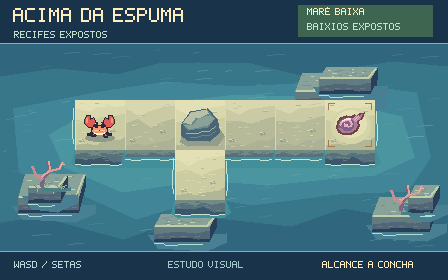 ACIMA DA ESPUMA
RECIFES EXPOSTOS
MARÉ BAIXA
BAIXIOS EXPOSTOS
WASD / SETAS
ESTUDO VISUAL
ALCANCE A CONCHA